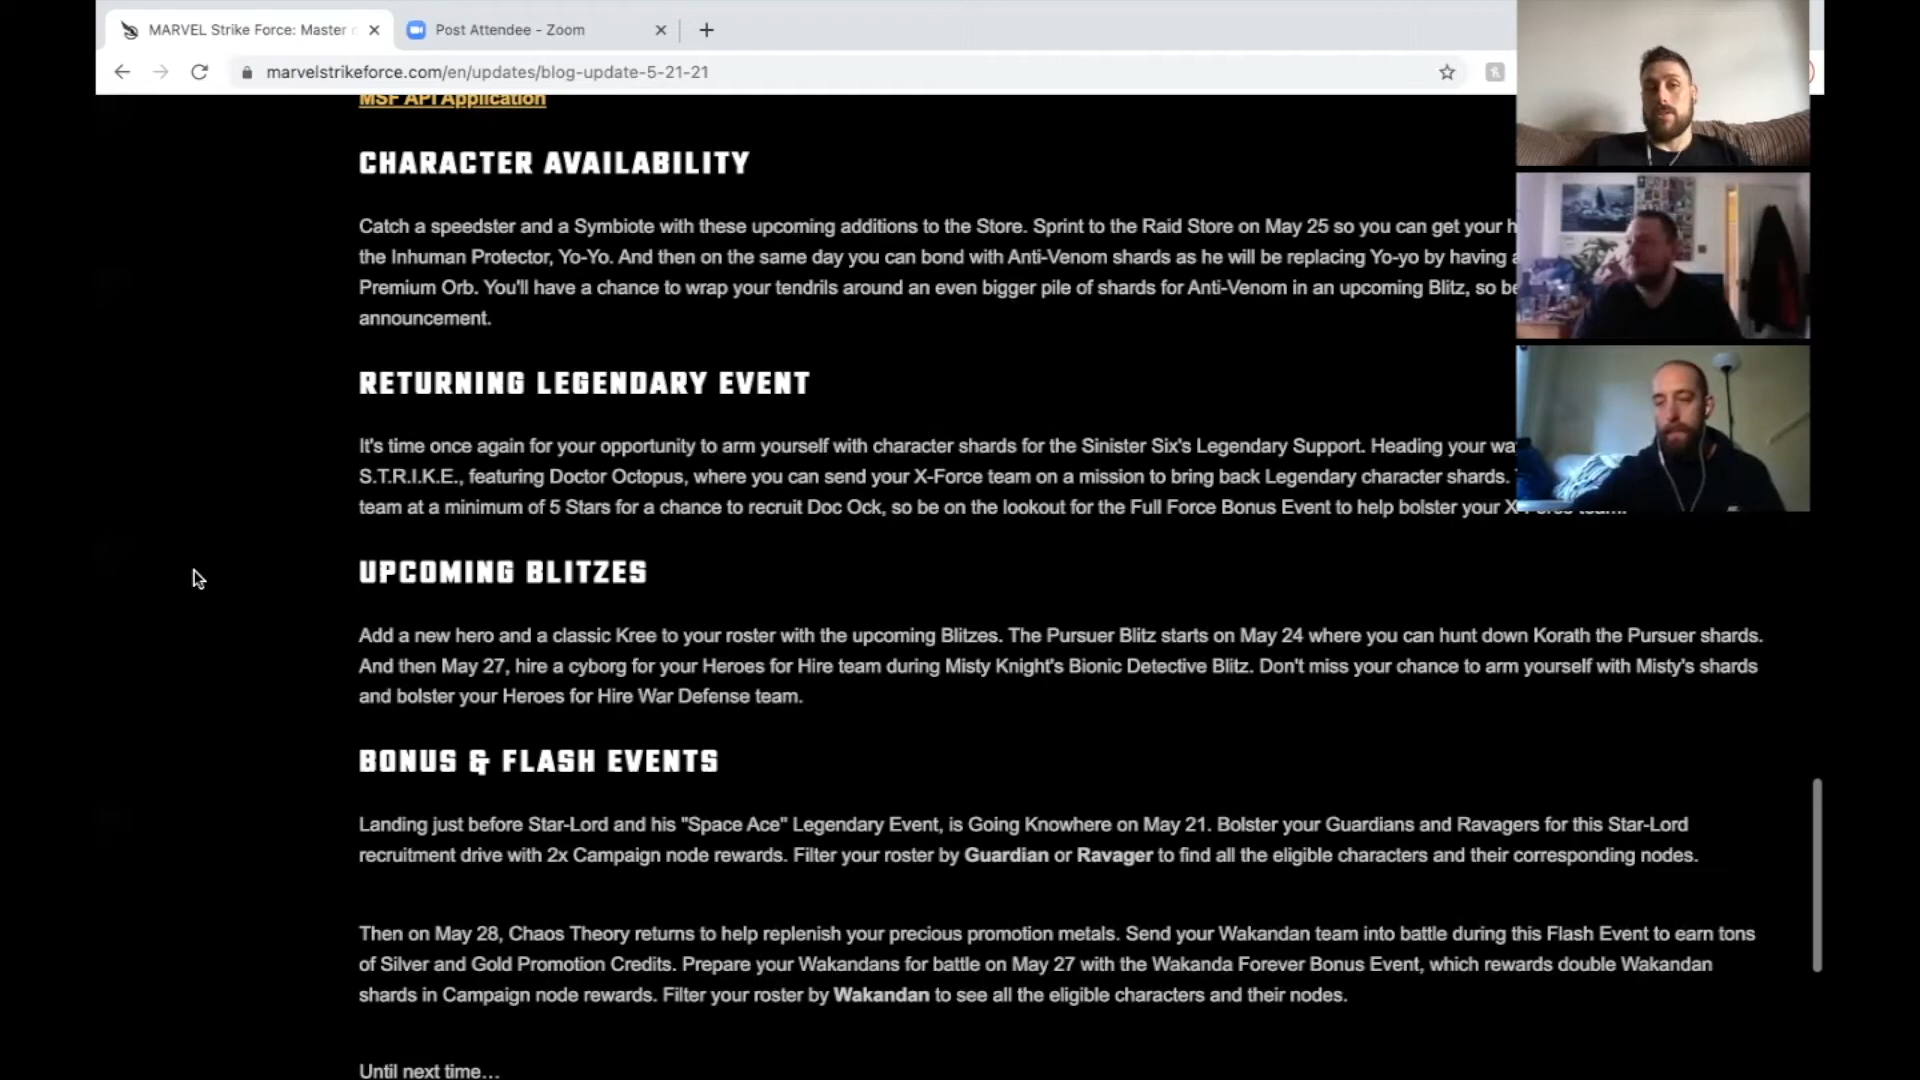 MARVEL Strike Force: Master
Post Attendee - Zoom
marvelstrikeforce.com/en/updates/blog-update-5-21-21
MSF API Application
CHARACTER AVAILABILITY
Catch a speedster and a Symbiote with these upcoming additions to the Store. Sprint to the Raid Store on May 25 so you can get your
the Inhuman Protector, Yo-Yo. And then on the same day you can bond with Anti-Venom shards as he will be replacing Yo-yo by having
Premium Orb. You'll have a chance to wrap your tendrils around an even bigger pile of shards for Anti-Venom in an upcoming Blitz, so
announcement.
RETURNING LEGENDARY EVENT
It's time once again for your opportunity to arm yourself with character shards for the Sinister Six's Legendary Support. Heading your
S.T.R.I.K.E., featuring Doctor Octopus, where you can send your X-Force team on a mission to bring back Legendary character shards.
team at a minimum of 5 Stars for a chance to recruit Doc Ock, so be on the lookout for the Full Force Bonus Event to help bolster your
UPCOMING BLITZES
Add a new hero and a classic Kree to your roster with the upcoming Blitzes. The Pursuer Blitz starts on May 24 where you can hunt down Korath the Pursuer shards.
And then May 27, hire a cyborg for your Heroes for Hire team during Misty Knight's Bionic Detective Blitz. Don't miss your chance to arm yourself with Misty's shards
and bolster your Heroes for Hire War Defense team.
BONUS & FLASH EVENTS
Landing just before Star-Lord and his "Space Ace" Legendary Event, is Going Knowhere on May 21. Bolster your Guardians and Ravagers for this Star-Lord
recruitment drive with 2x Campaign node rewards. Filter your roster by Guardian or Ravager to find all the eligible characters and their corresponding nodes.
Then on May 28, Chaos Theory returns to help replenish your precious promotion metals. Send your Wakandan team into battle during this Flash Event to earn tons
of Silver and Gold Promotion Credits. Prepare your Wakandans for battle on May 27 with the Wakanda Forever Bonus Event, which rewards double Wakandan
shards in Campaign node rewards. Filter your roster by Wakandan to see all the eligible characters and their nodes.
Until next time…